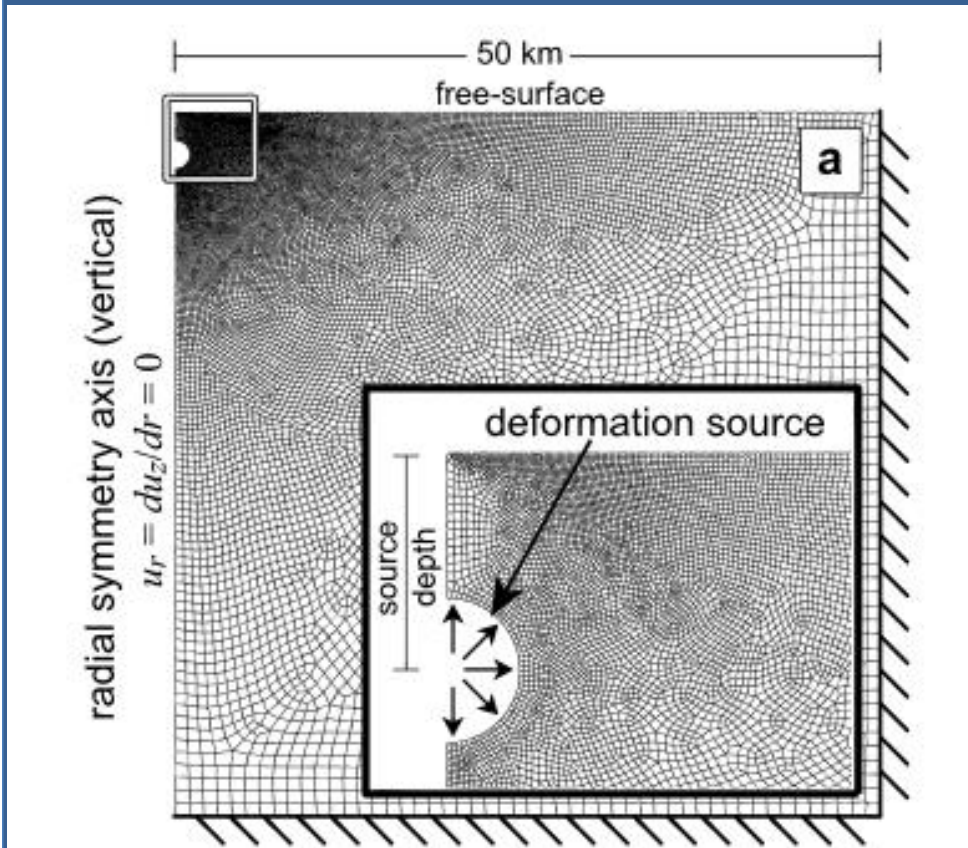 50 km
free-surface
a
radial symmetry axis (vertical)
u_r = du_z/dr = 0
deformation source
source
depth